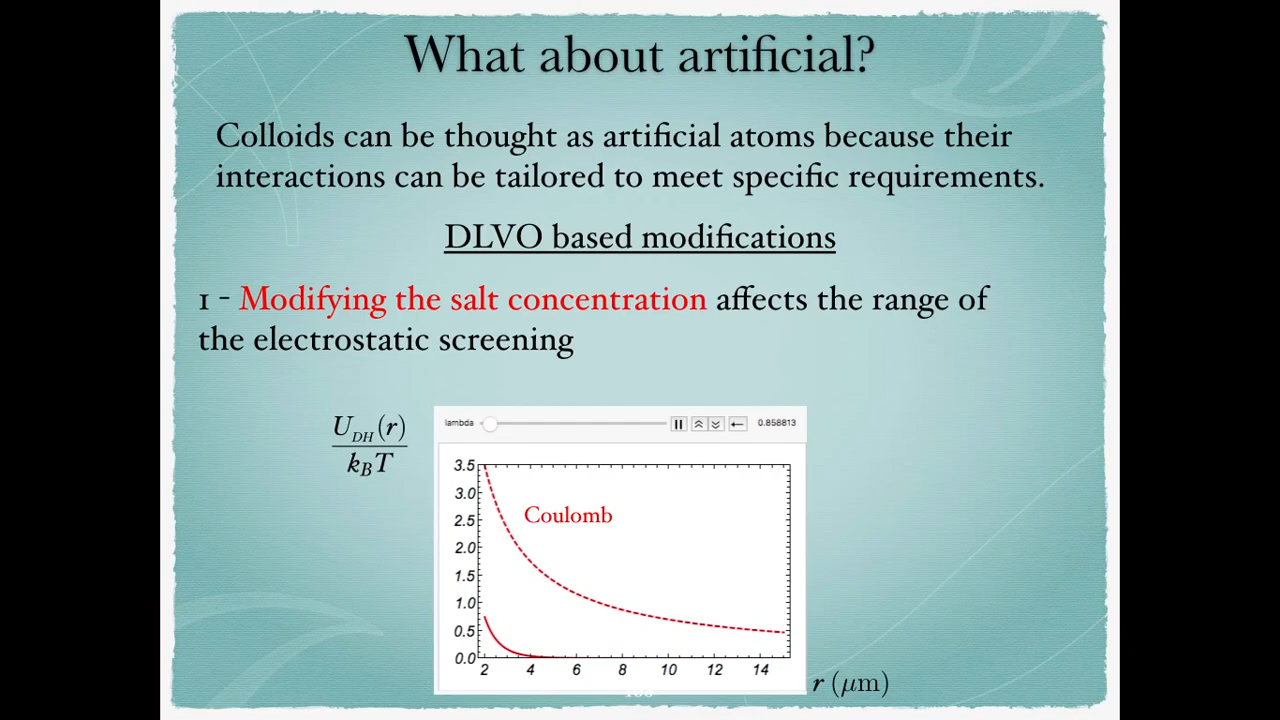 What about artificial?
Colloids can be thought as artificial atoms because their
interactions can be tailored to meet specific requirements.
DLVO based modifications
1 - Modifying the salt concentration affects the range of
the electrostatic screening
U_DH(r)
k_BT
lambda 0.858813
3.5
3.0
2.5
2.0
1.5
1.0
0.5
0.0
Coulomb
2 4 6 8 10 12 14
r (μm)